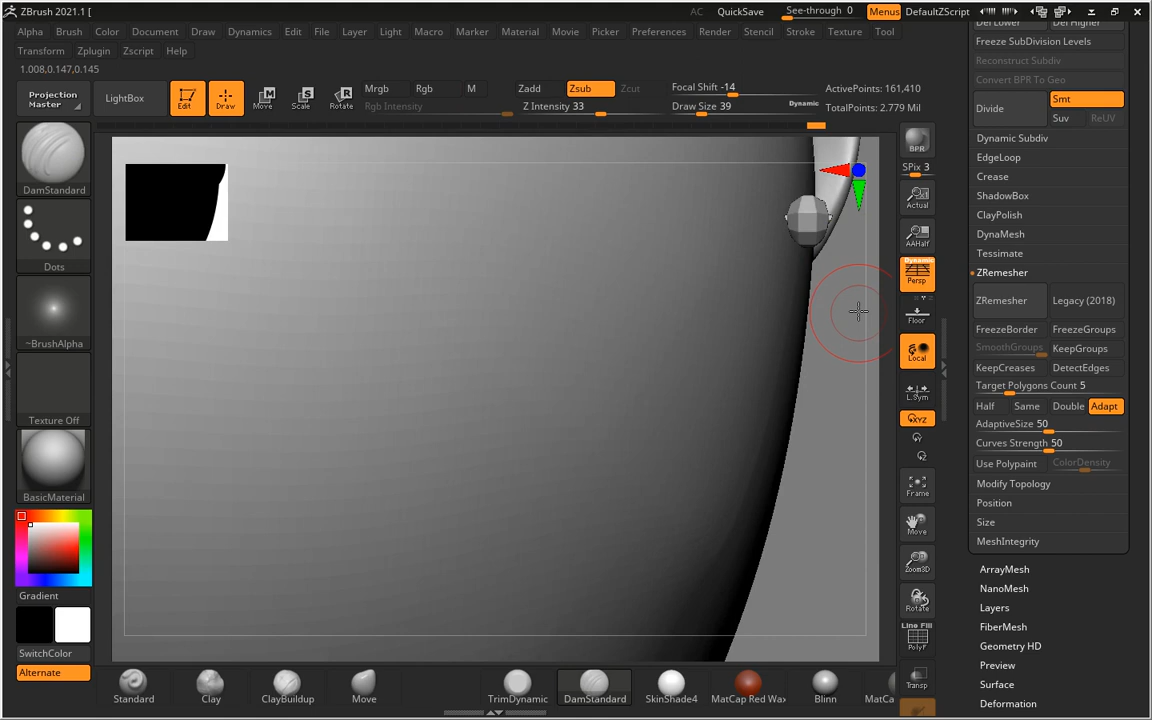 ZBrush 2021.1 [
AC
QuickSave
See-through 0
Menus
DefaultZScript
Alpha
Brush
Color
Document
Draw
Dynamics
Edit
File
Layer
Light
Macro
Marker
Material
Movie
Picker
Preferences
Render
Stencil
Stroke
Texture
Tool
Transform
Zplugin
Zscript
Help
1.008,0.147,0.145
Projection Master
LightBox
Edit
Draw
Move
Scale
Rotate
Mrgb
Rgb
M
Rgb Intensity
Zadd
Zsub
Zcut
Z Intensity 33
Focal Shift -14
Draw Size 39
Dynamic
ActivePoints: 161,410
TotalPoints: 2.779 Mil
DamStandard
Dots
~BrushAlpha
Texture Off
BasicMaterial
Gradient
SwitchColor
Alternate
BPR
SPix 3
Actual
AAHalf
Dynamic
Persp
Floor
Local
L.Sym
XYZ
Frame
Move
Zoom3D
Rotate
Line Fill
PolyF
Transp
Standard
Clay
ClayBuildup
Move
TrimDynamic
DamStandard
SkinShade4
MatCap Red Wax
Blinn
MatCa
Del Lower
Del Higher
Freeze SubDivision Levels
Reconstruct Subdiv
Convert BPR To Geo
Divide
Smt
Suv
ReUV
Dynamic Subdiv
EdgeLoop
Crease
ShadowBox
ClayPolish
DynaMesh
Tessimate
ZRemesher
ZRemesher
Legacy (2018)
FreezeBorder
FreezeGroups
SmoothGroups
KeepGroups
KeepCreases
DetectEdges
Target Polygons Count 5
Half
Same
Double
Adapt
AdaptiveSize 50
Curves Strength 50
Use Polypaint
ColorDensity
Modify Topology
Position
Size
MeshIntegrity
ArrayMesh
NanoMesh
Layers
FiberMesh
Geometry HD
Preview
Surface
Deformation